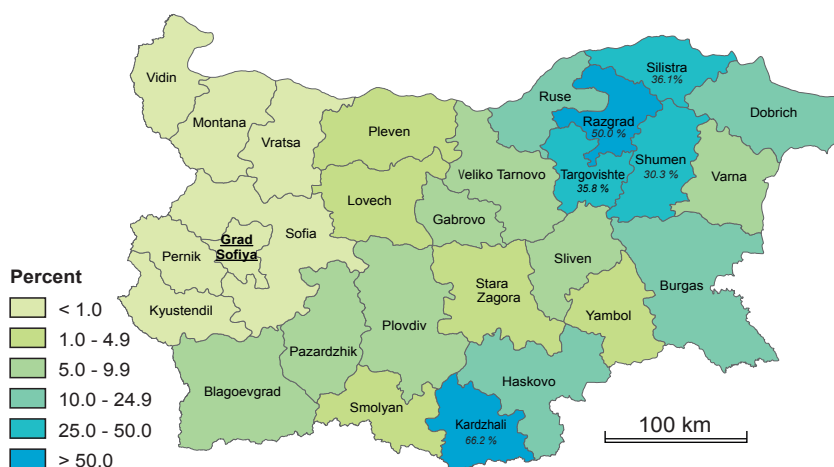 Vidin
Montana
Vratsa
Pleven
Lovech
Veliko Tarnovo
Gabrovo
Ruse
Razgrad
50.0 %
Silistra
36.1%
Dobrich
Targovishte
35.8 %
Shumen
30.3 %
Varna
Grad
Sofiya
Sofia
Pernik
Kyustendil
Blagoevgrad
Pazardzhik
Plovdiv
Smolyan
Stara
Zagora
Sliven
Yambol
Burgas
Haskovo
Kardzhali
66.2 %
Percent
< 1.0
1.0 - 4.9
5.0 - 9.9
10.0 - 24.9
25.0 - 50.0
> 50.0
100 km